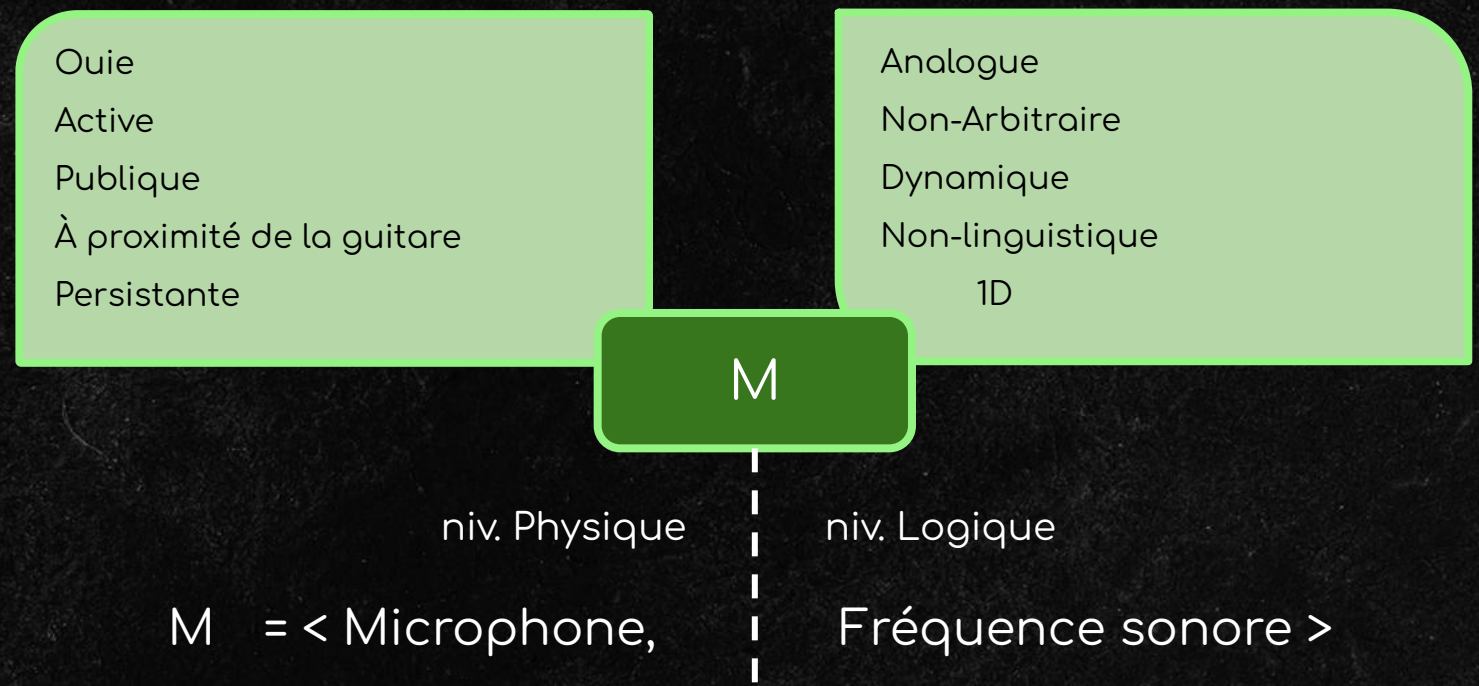 Ouie
Active
Publique
À proximité de la guitare
Persistante
Analogue
Non-Arbitraire
Dynamique
Non-linguistique
1D
M
niv. Physique
niv. Logique
M = < Microphone,
Fréquence sonore >